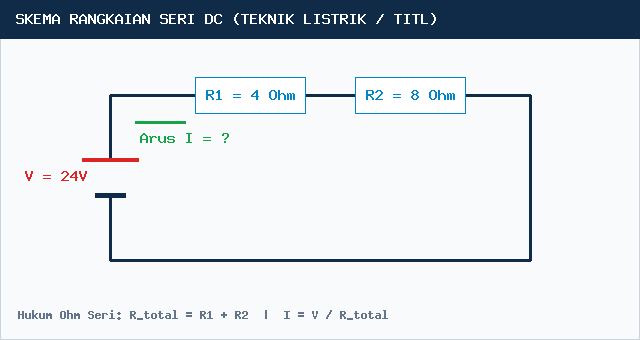 SKEMA RANGKAIAN SERI DC (TEKNIK LISTRIK / TITL)
R1 = 4 Ohm
R2 = 8 Ohm
Arus I = ?
V = 24V
Hukum Ohm Seri: R_total = R1 + R2 | I = V / R_total